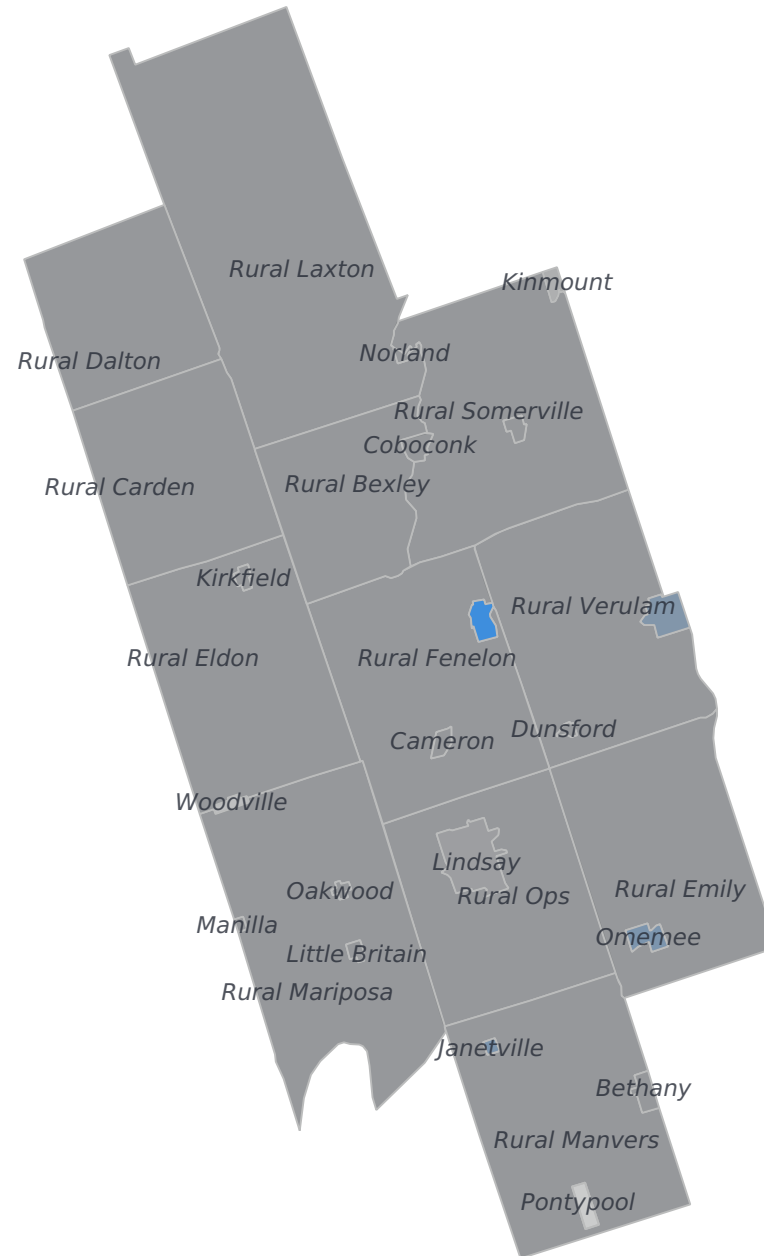 Rural Laxton
Kinmount
Norland
Rural Dalton
Rural Somerville
Coboconk
Rural Bexley
Rural Carden
Kirkfield
Rural Verulam
Rural Eldon
Rural Fenelon
Dunsford
Cameron
Woodville
Lindsay
Oakwood
Rural Emily
Rural Ops
Manilla
Omemee
Little Britain
Rural Mariposa
Janetville
Bethany
Rural Manvers
Pontypool